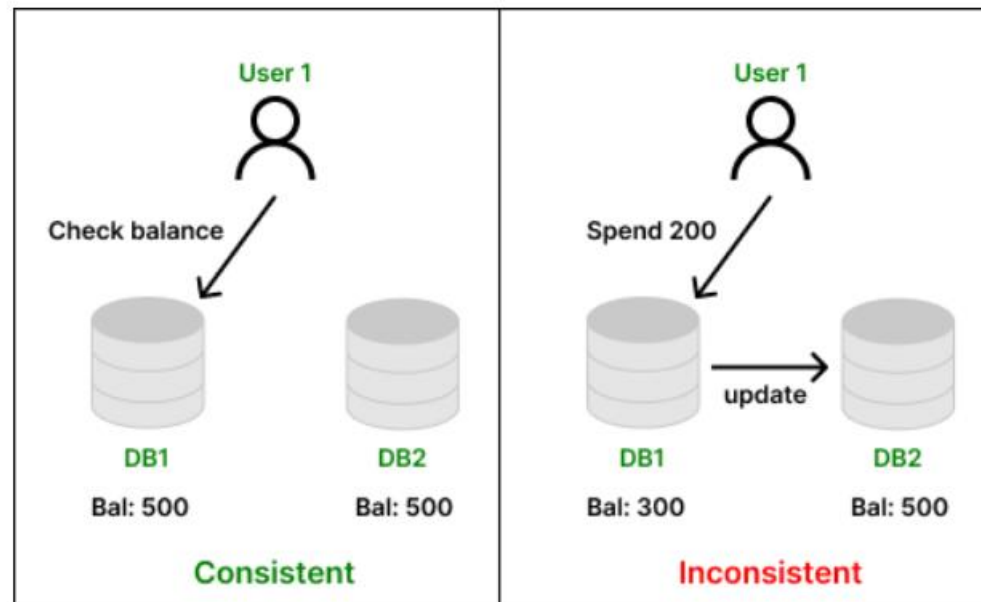 User 1
Check balance
DB1
DB2
Bal: 500
Bal: 500
Consistent
User 1
Spend 200
update
DB1
DB2
Bal: 300
Bal: 500
Inconsistent